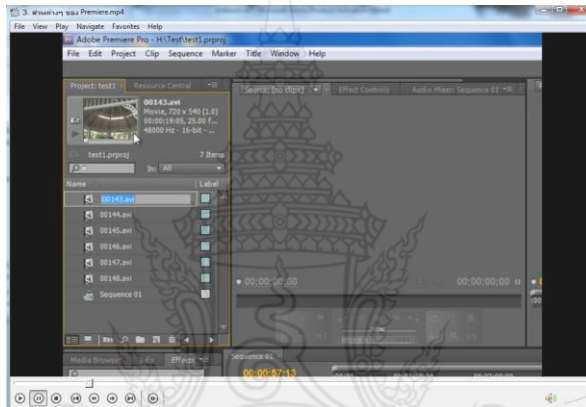 3. ส่วนต่างๆ ของ Premiere.mp4
File View Play Navigate Favorites Help
Adobe Premiere Pro - H:\Test\test1.prproj
File Edit Project Clip Sequence Marker Title Window Help
Project: test1 Resource Central
Source: (no clips) Effect Controls Audio Mixer: Sequence 01
00143.avi
Movie, 720 x 540 (1.0)
00:00:19:05, 25.00 f...
48000 Hz - 16-bit - ...
test1.prproj 7 Items
In: All
Name Label
00143.avi
00144.avi
00145.avi
00146.avi
00147.avi
00148.avi
Sequence 01
00;00;00;00 00;00;00;00
Media Browser Effects
Sequence 01
00:00:57:13